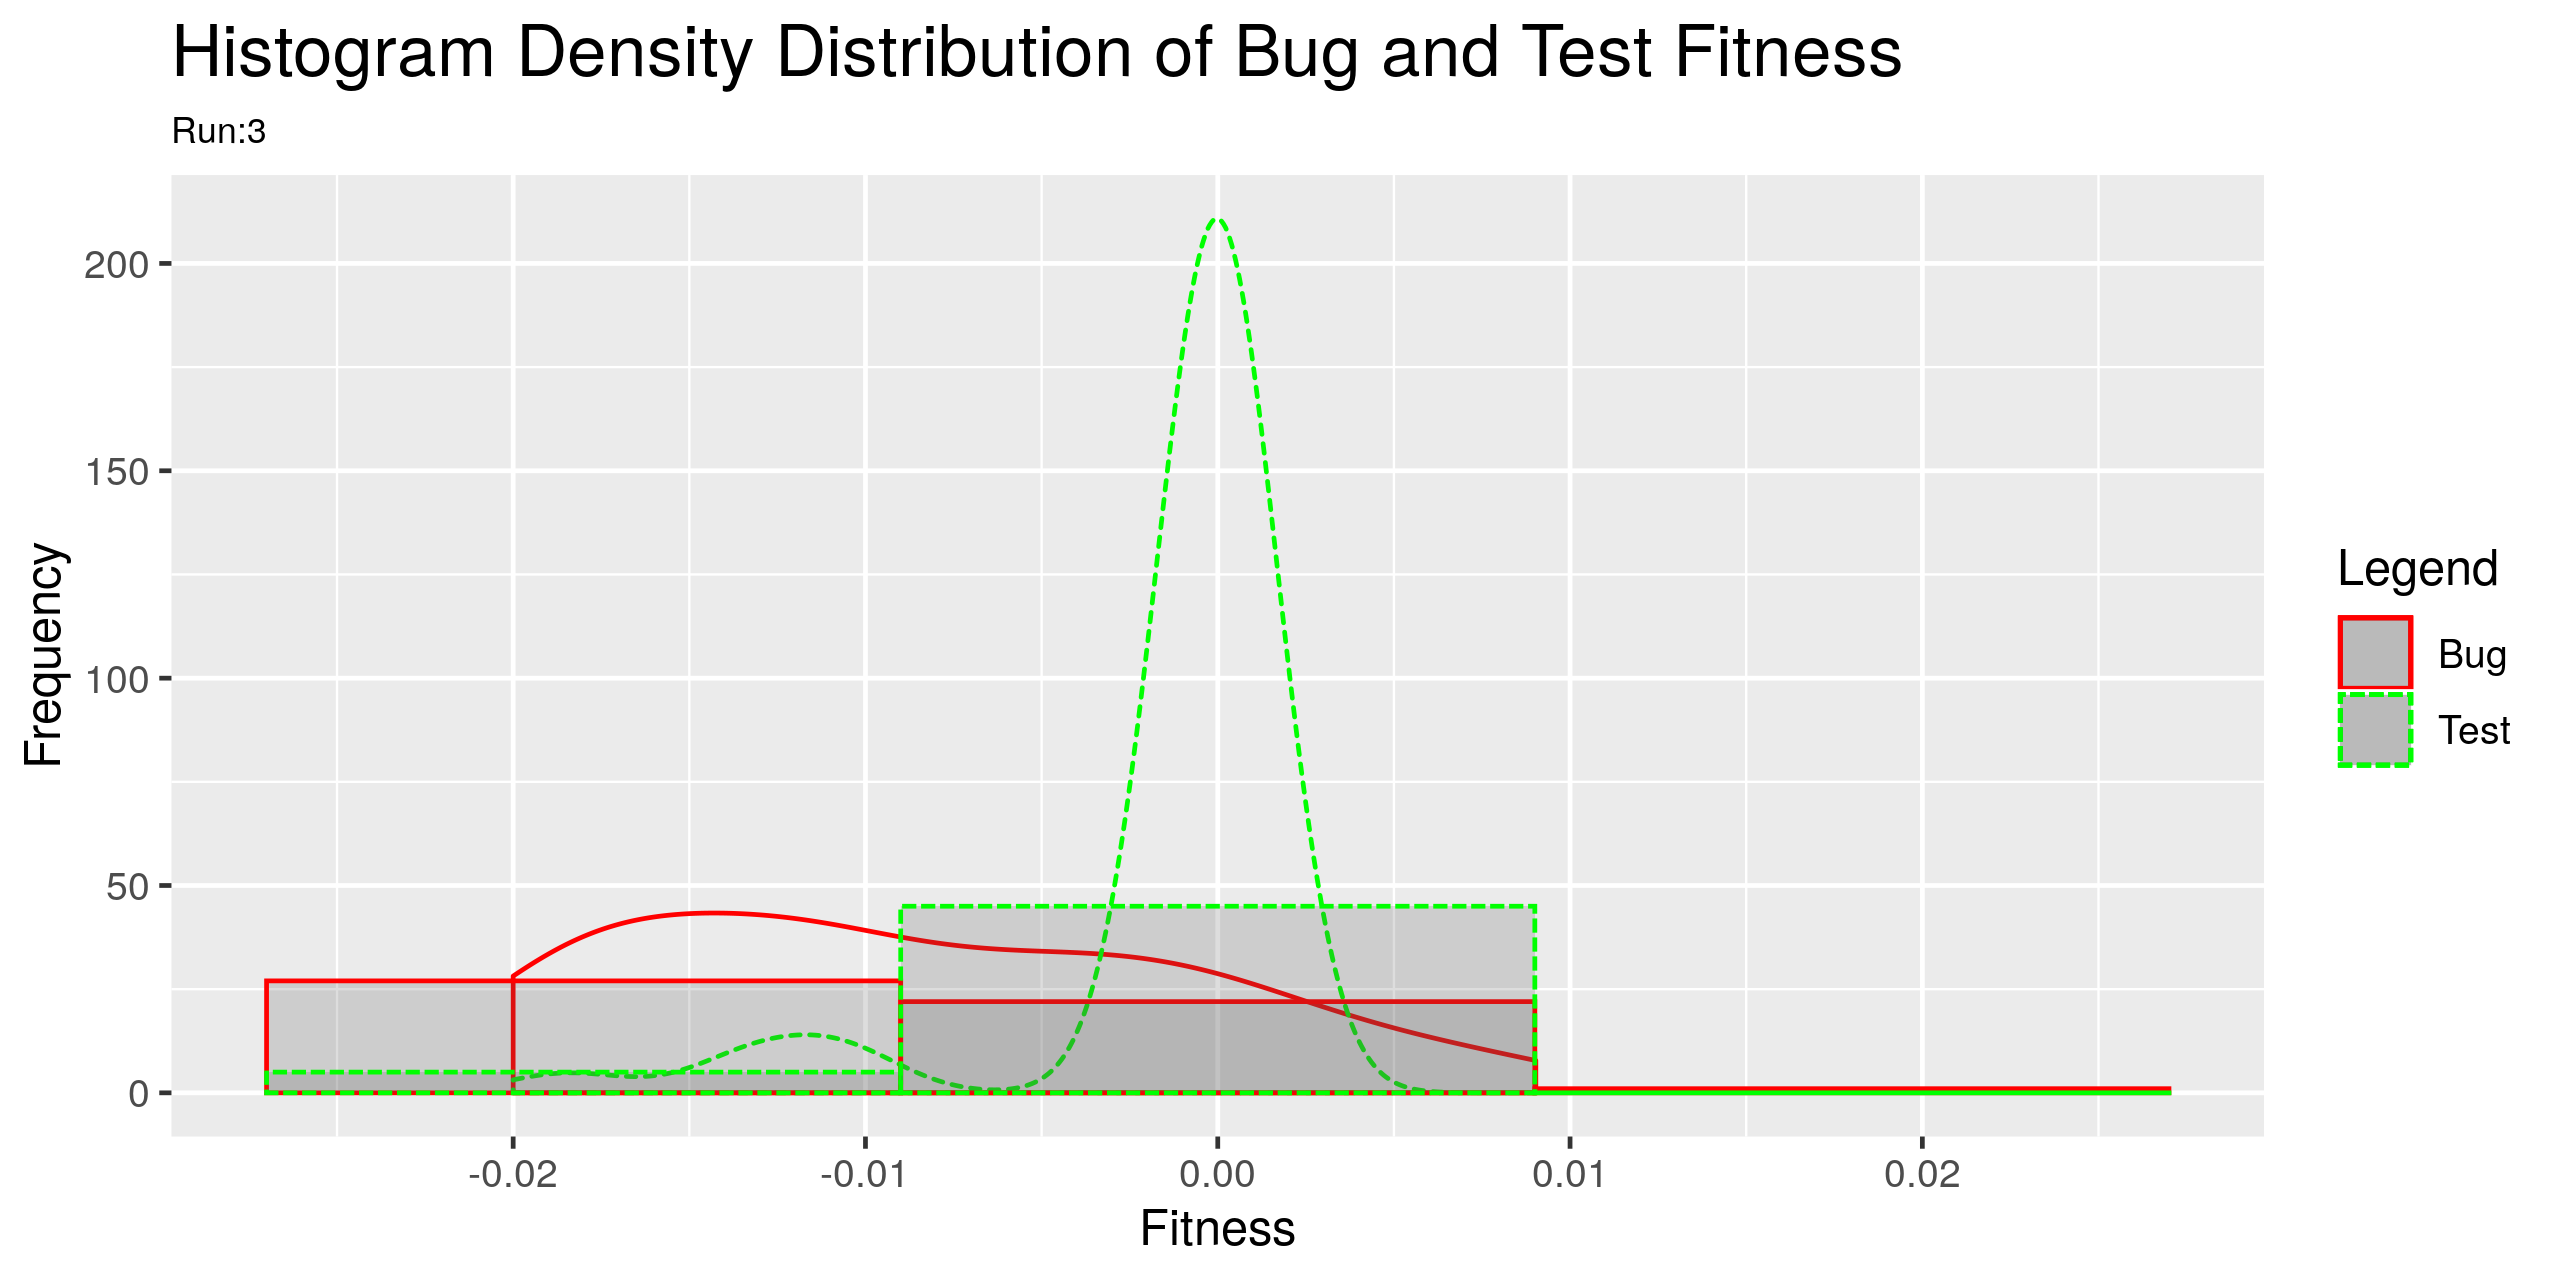 Histogram Density Distribution of Bug and Test Fitness
Run:3
200
150
100
50
0
Frequency
-0.02
-0.01
0.00
0.01
0.02
Fitness
Legend
Bug
Test